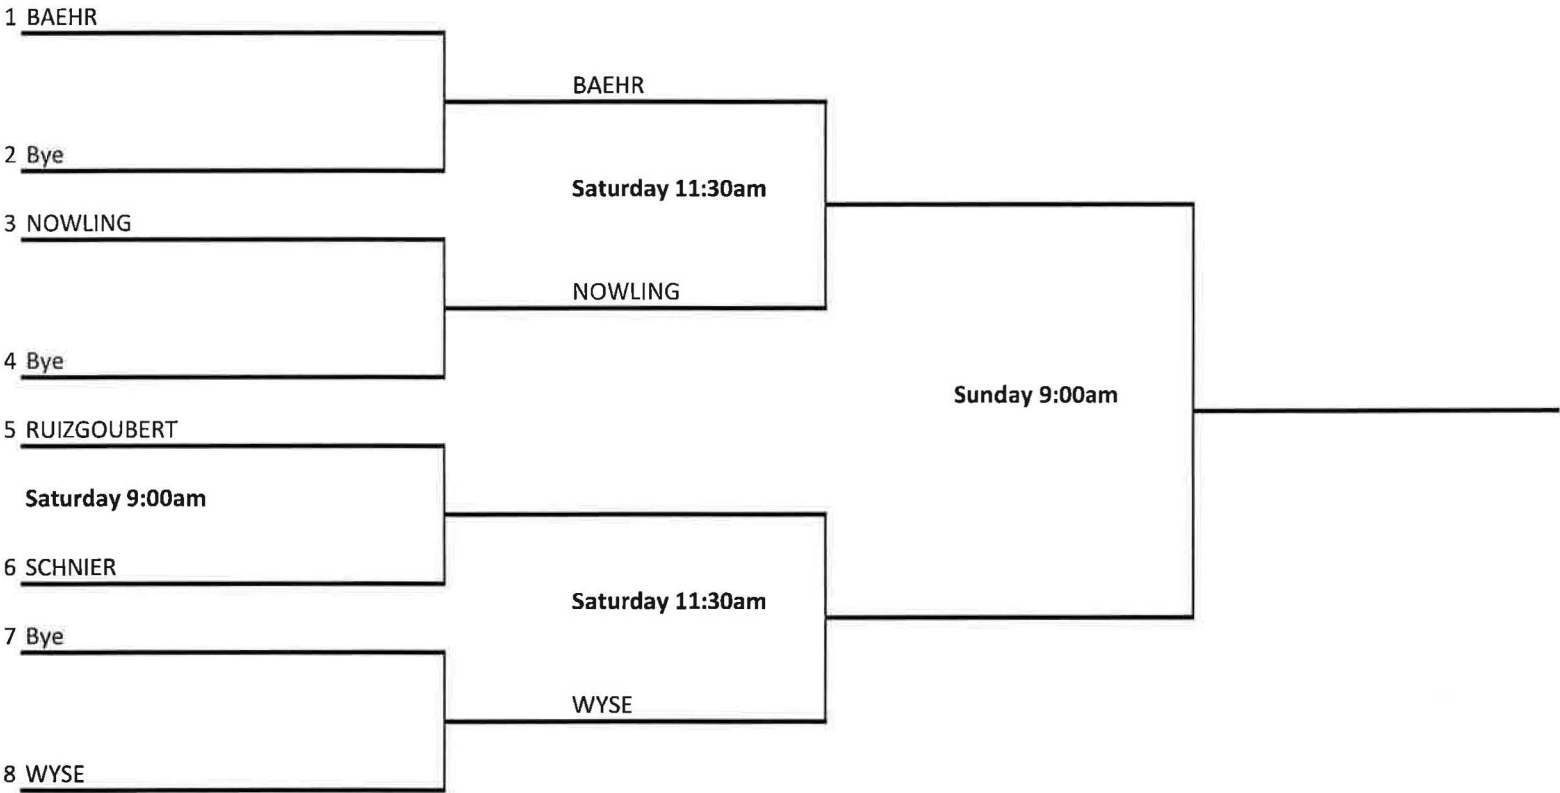 1 BAEHR
BAEHR
2 Bye
Saturday 11:30am
3 NOWLING
NOWLING
4 Bye
Sunday 9:00am
5 RUIZGOUBERT
Saturday 9:00am
6 SCHNIER
Saturday 11:30am
7 Bye
WYSE
8 WYSE